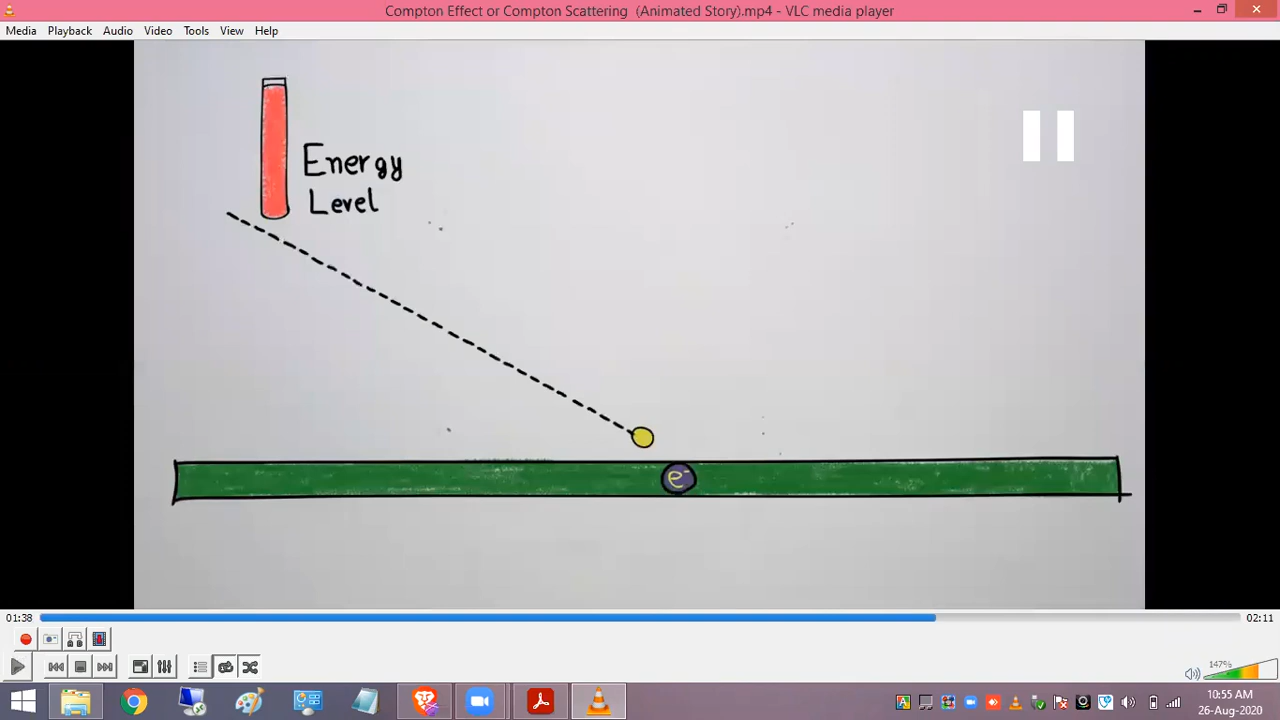 Compton Effect or Compton Scattering  (Animated Story).mp4 - VLC media player
Media Playback Audio Video Tools View Help
Energy
Level
e-
01:38
02:11
147%
10:55 AM
26-Aug-2020